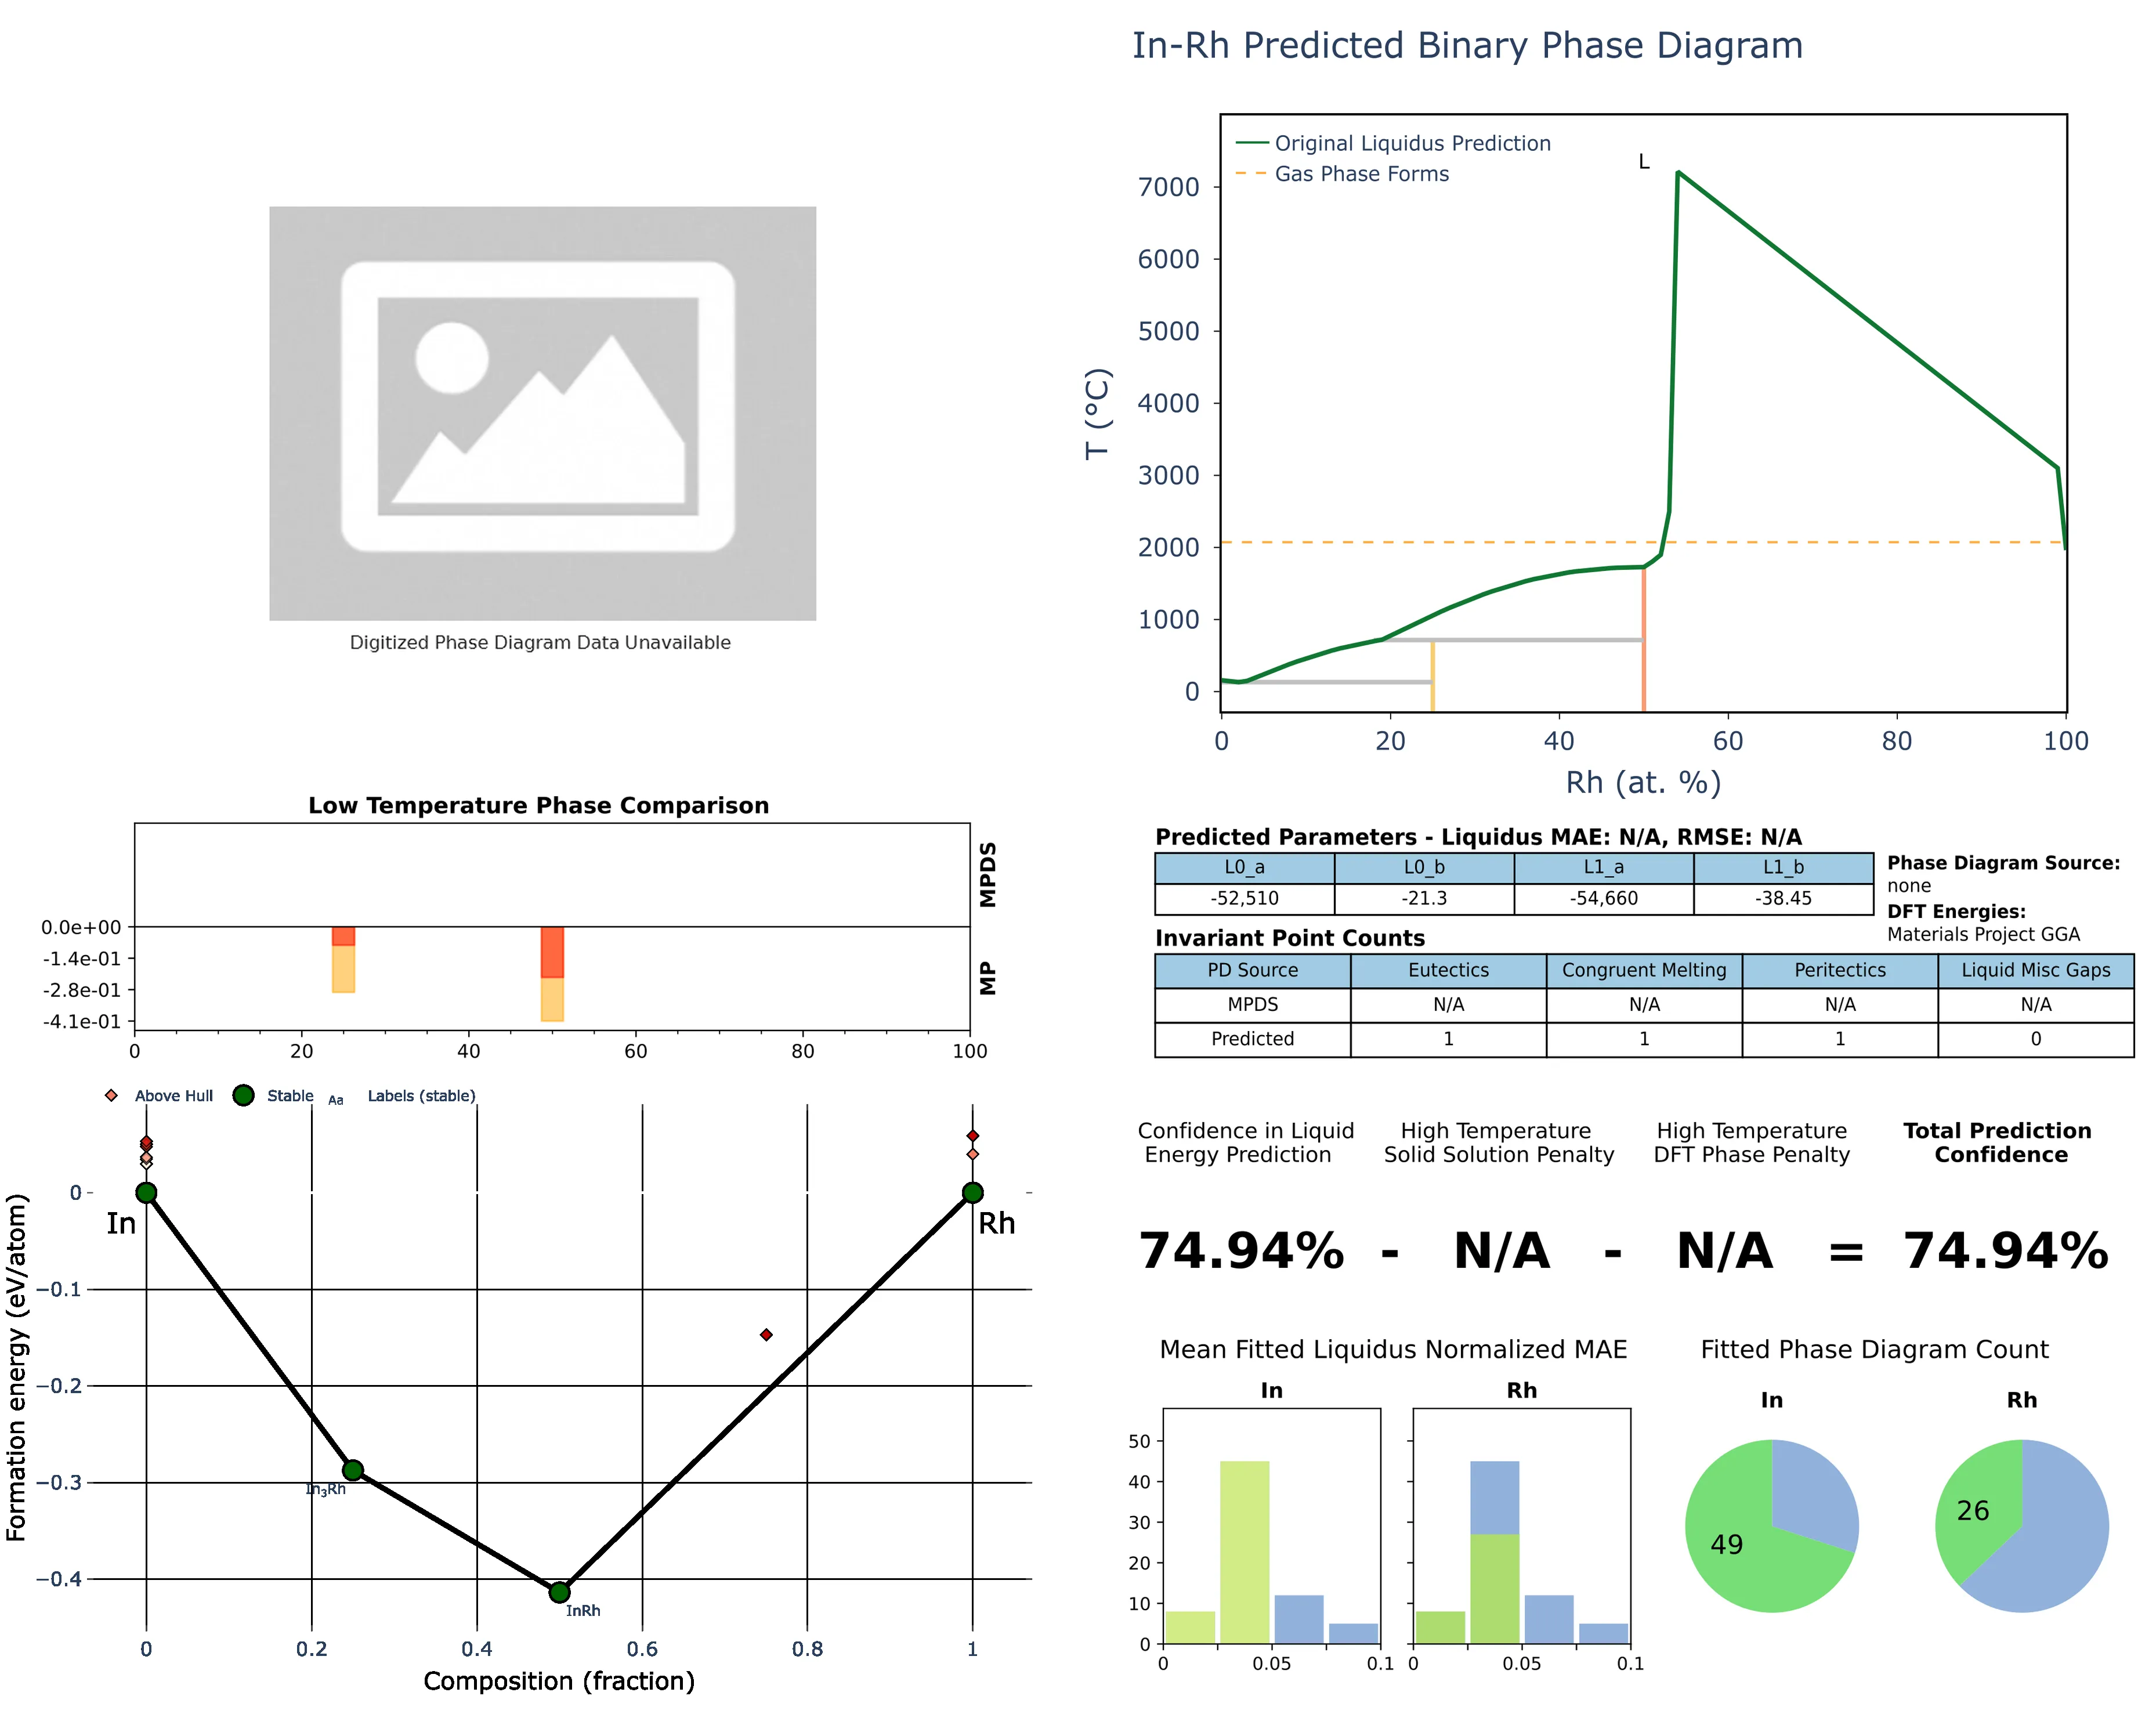 In-Rh Predicted Binary Phase Diagram
Original Liquidus Prediction
Gas Phase Forms
L
7000
6000
5000
4000
3000
2000
1000
0
T (°C)
0 20 40 60 80 100
Rh (at. %)
Digitized Phase Diagram Data Unavailable
Low Temperature Phase Comparison
MPDS
MP
0.0e+00
-1.4e-01
-2.8e-01
-4.1e-01
0 20 40 60 80 100
Predicted Parameters - Liquidus MAE: N/A, RMSE: N/A
L0_a L0_b L1_a L1_b
-52,510 -21.3 -54,660 -38.45
Phase Diagram Source:
none
DFT Energies:
Materials Project GGA
Invariant Point Counts
PD Source Eutectics Congruent Melting Peritectics Liquid Misc Gaps
MPDS N/A N/A N/A N/A
Predicted 1 1 1 0
Above Hull Stable Aa Labels (stable)
Formation energy (eV/atom)
0
−0.1
−0.2
−0.3
−0.4
In
Rh
In₃Rh
InRh
0 0.2 0.4 0.6 0.8 1
Composition (fraction)
Confidence in Liquid
Energy Prediction
High Temperature
Solid Solution Penalty
High Temperature
DFT Phase Penalty
Total Prediction
Confidence
74.94% - N/A - N/A = 74.94%
Mean Fitted Liquidus Normalized MAE
In
Rh
50
40
30
20
10
0
0 0.05 0.1
0 0.05 0.1
Fitted Phase Diagram Count
In
Rh
49
26